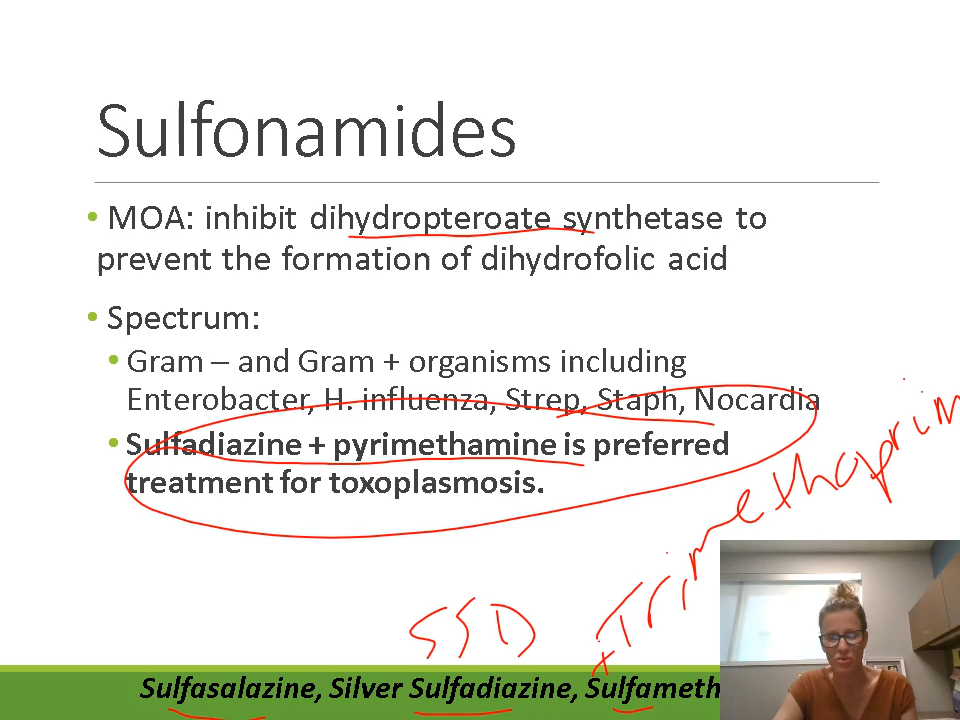 Sulfonamides
• MOA: inhibit dihydropteroate synthetase to
prevent the formation of dihydrofolic acid
• Spectrum:
• Gram – and Gram + organisms including
Enterobacter, H. influenza, Strep, Staph, Nocardia
• Sulfadiazine + pyrimethamine is preferred
treatment for toxoplasmosis.
+Trimethoprim
SSD
Sulfasalazine, Silver Sulfadiazine, Sulfameth